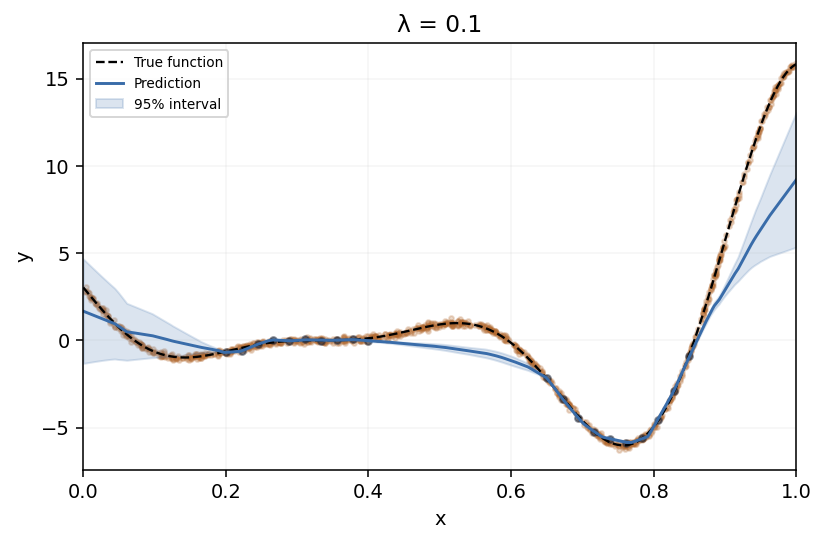 λ = 0.1
True function
Prediction
95% interval
15
10
5
0
−5
y
0.0 0.2 0.4 0.6 0.8 1.0
x